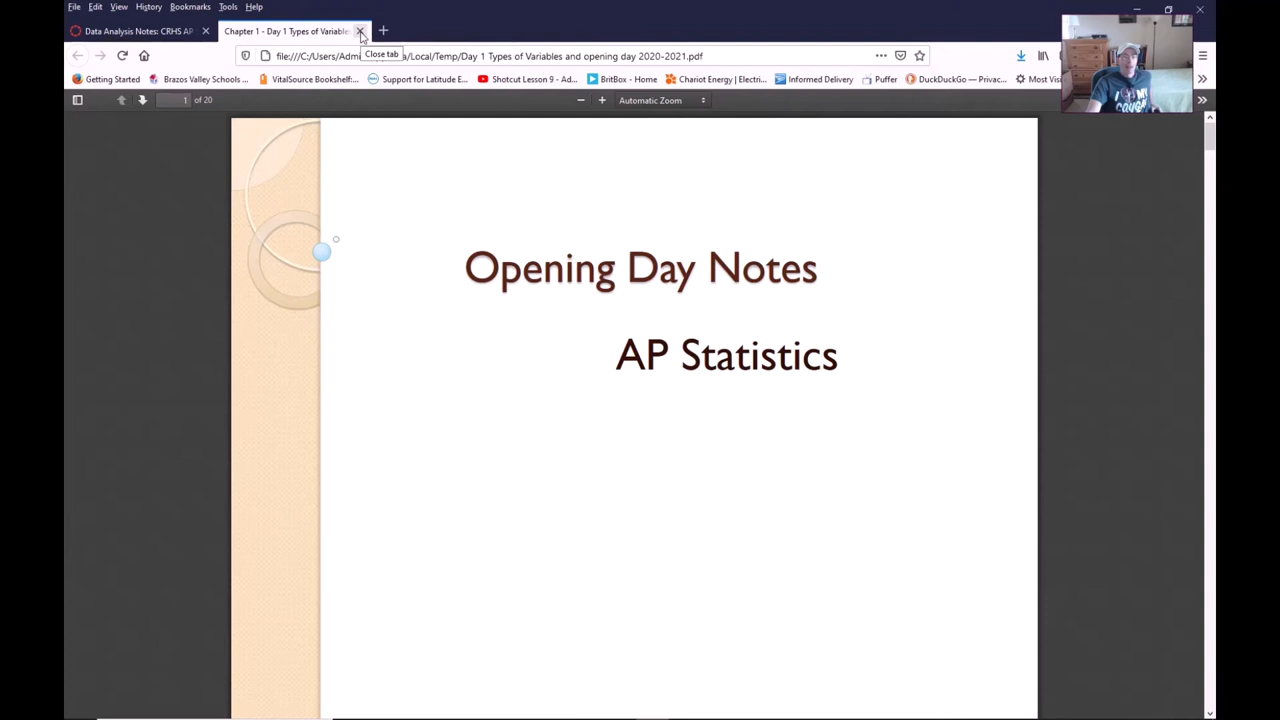 File Edit View History Bookmarks Tools Help
Data Analysis Notes: CRHS AP
Chapter 1 - Day 1 Types of Variable
Close tab
file:///C:/Users/Admi a/Local/Temp/Day 1 Types of Variables and opening day 2020-2021.pdf
Getting Started Brazos Valley Schools ... VitalSource Bookshelf:... Support for Latitude E... Shotcut Lesson 9 - Ad... BritBox - Home Chariot Energy | Electri... Informed Delivery Puffer DuckDuckGo — Privac... Most Visi
1 of 20 Automatic Zoom
I MY
COUGA
Opening Day Notes
AP Statistics